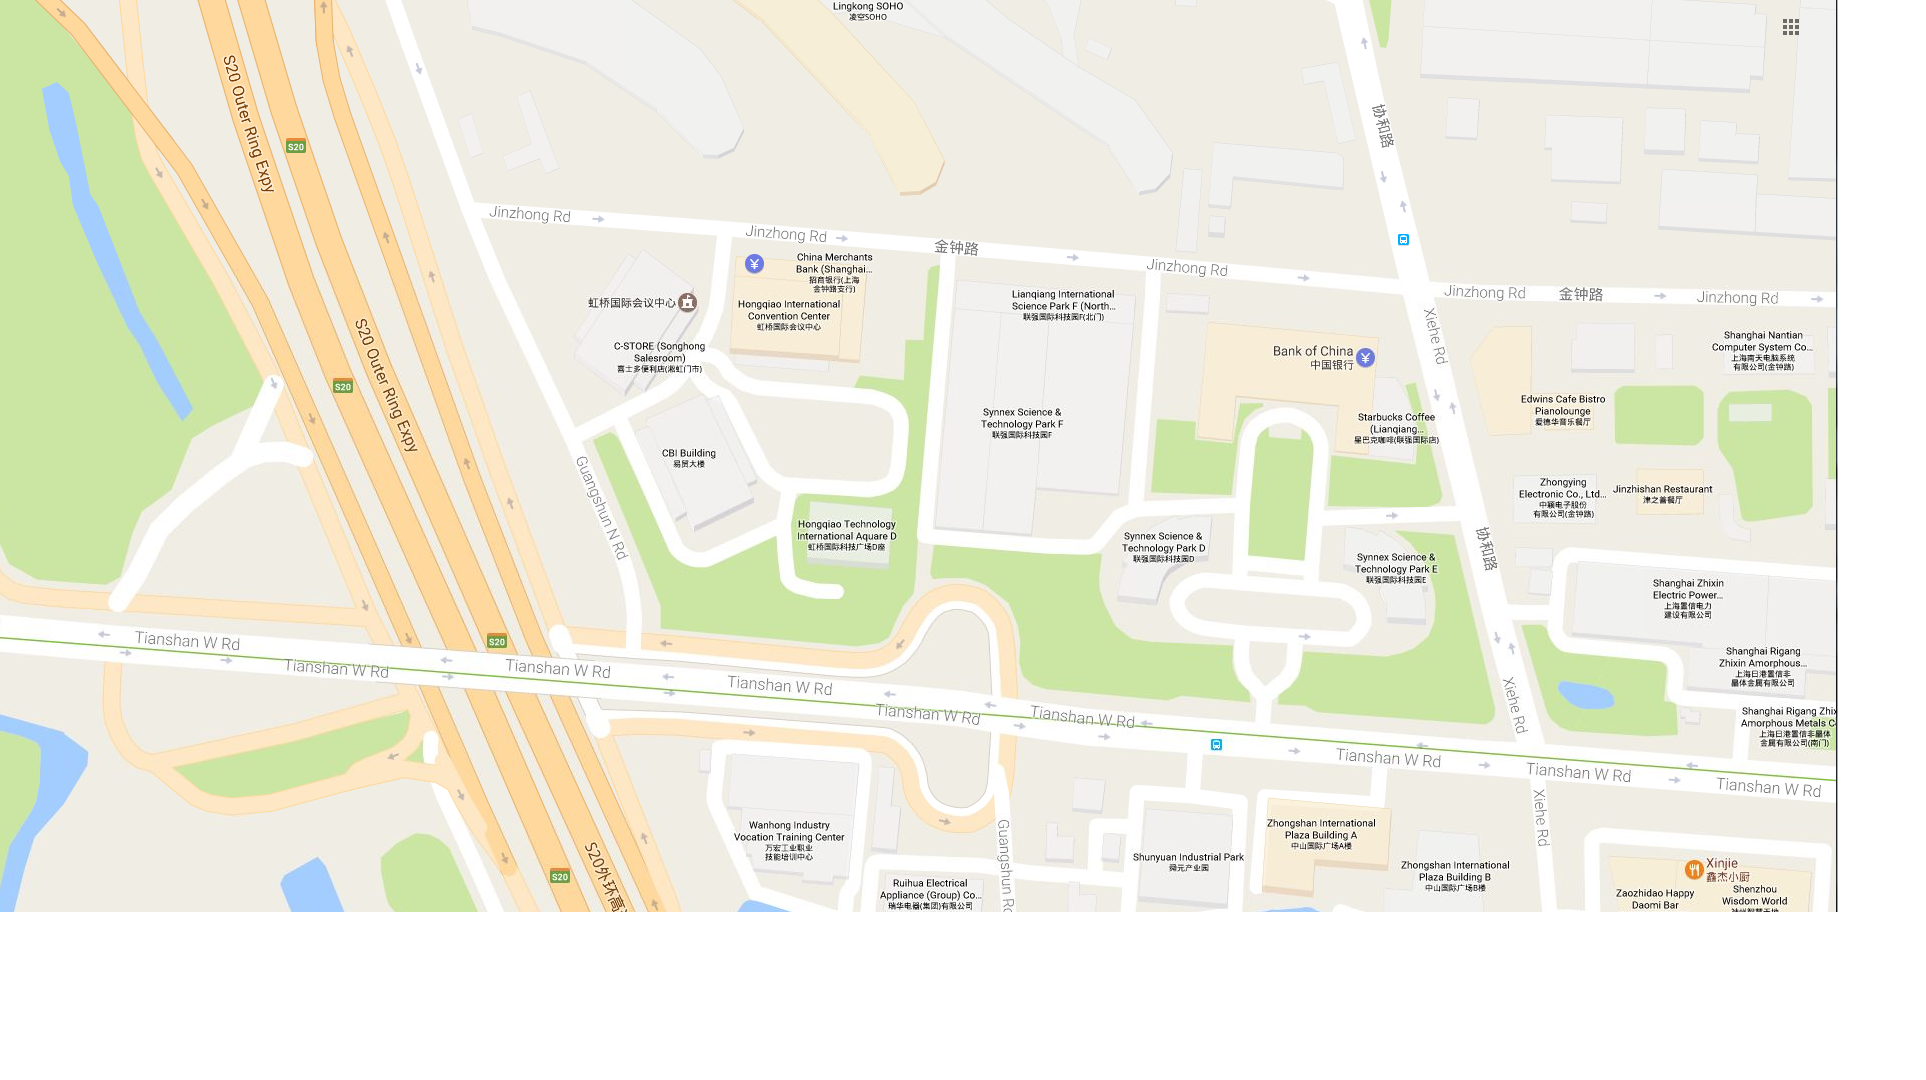 Lingkong SOHO
凌空SOHO
S20 Outer Ring Expy
S20
协和路
Jinzhong Rd
Jinzhong Rd
金钟路
Jinzhong Rd
Jinzhong Rd
金钟路
Jinzhong Rd
China Merchants
Bank (Shanghai...
招商银行(上海
金钟路支行)
虹桥国际会议中心
Hongqiao International
Convention Center
虹桥国际会议中心
Lianqiang International
Science Park F (North...
联强国际科技园F(北门)
Xiehe Rd
Shanghai Nantian
Computer System Co...
上海南天电脑系统
有限公司(金钟路)
C-STORE (Songhong
Salesroom)
喜士多便利店(淞虹门市)
Bank of China
中国银行
S20
S20 Outer Ring Expy
Synnex Science &
Technology Park F
联强国际科技园F
Starbucks Coffee
(Lianqiang...
星巴克咖啡(联强国际店)
Edwins Cafe Bistro
Pianolounge
爱德华音乐餐厅
CBI Building
易贸大楼
Guangshun N Rd
Zhongying
Electronic Co., Ltd...
中颖电子股份
有限公司(金钟路)
Jinzhishan Restaurant
津之善餐厅
Hongqiao Technology
International Aquare D
虹桥国际科技广场D座
Synnex Science &
Technology Park D
联强国际科技园D
Synnex Science &
Technology Park E
联强国际科技园E
协和路
Shanghai Zhixin
Electric Power...
上海置信电力
建设有限公司
S20
Tianshan W Rd
Tianshan W Rd
Tianshan W Rd
Tianshan W Rd
Tianshan W Rd
Tianshan W Rd
Xiehe Rd
Shanghai Rigang
Zhixin Amorphous...
上海日港置信非
晶体金属有限公司
Shanghai Rigang Zhix
Amorphous Metals C
上海日港置信非晶体
金属有限公司(南门)
Tianshan W Rd
Tianshan W Rd
Tianshan W Rd
Xiehe Rd
Wanhong Industry
Vocation Training Center
万宏工业职业
技能培训中心
Guangshun Rd
Zhongshan International
Plaza Building A
中山国际广场A楼
Shunyuan Industrial Park
舜元产业园
Zhongshan International
Plaza Building B
中山国际广场B楼
Xinjie
鑫杰小厨
S20
S20外环高
Ruihua Electrical
Appliance (Group) Co...
瑞华电器(集团)有限公司
Zaozhidao Happy
Daomi Bar
Shenzhou
Wisdom World